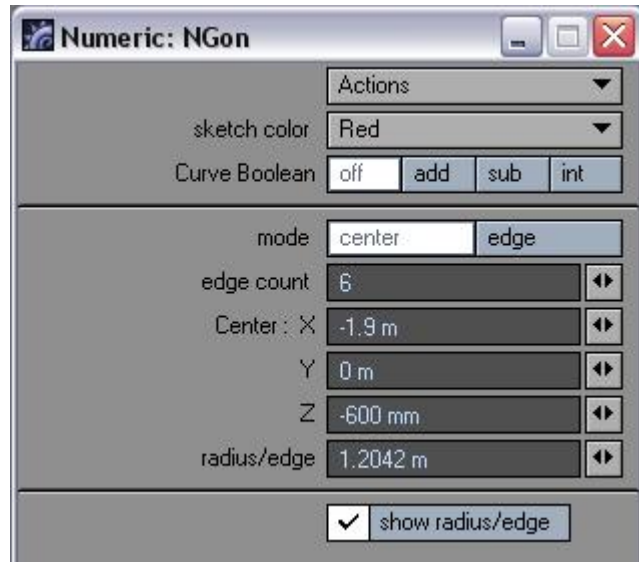 Numeric: NGon
Actions
sketch color Red
Curve Boolean off add sub int
mode center edge
edge count 6
Center : X -1.9 m
Y 0 m
Z -600 mm
radius/edge 1.2042 m
show radius/edge